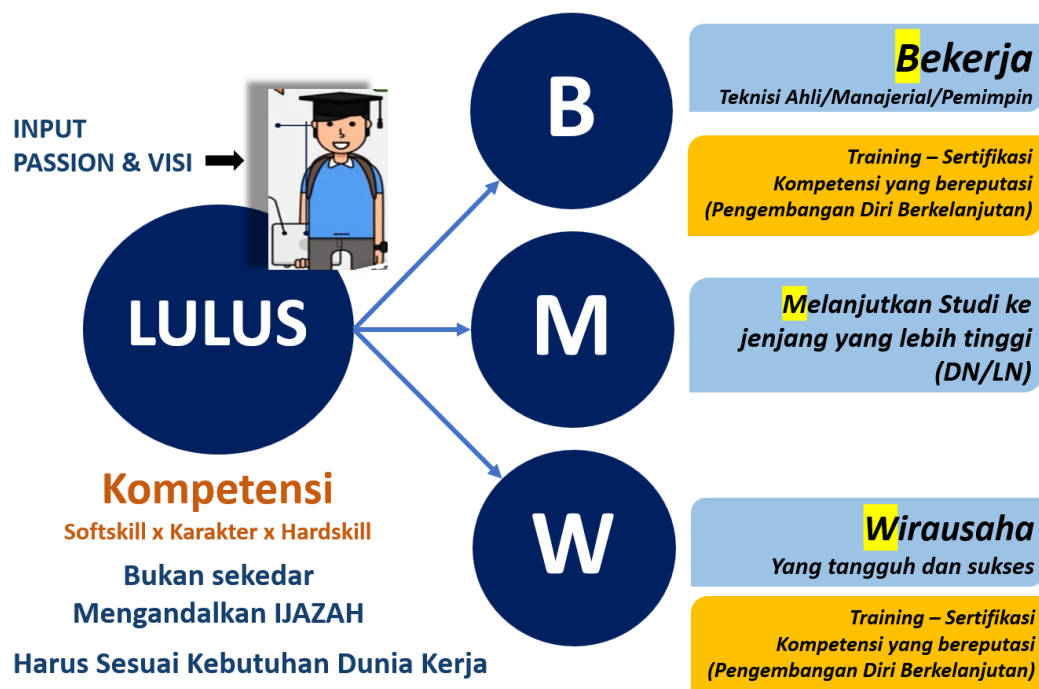 INPUT
PASSION & VISI
LULUS
Kompetensi
Softskill x Karakter x Hardskill
Bukan sekedar
Mengandalkan IJAZAH
Harus Sesuai Kebutuhan Dunia Kerja
B
Bekerja
Teknisi Ahli/Manajerial/Pemimpin
Training – Sertifikasi
Kompetensi yang bereputasi
(Pengembangan Diri Berkelanjutan)
M
Melanjutkan Studi ke
jenjang yang lebih tinggi
(DN/LN)
W
Wirausaha
Yang tangguh dan sukses
Training – Sertifikasi
Kompetensi yang bereputasi
(Pengembangan Diri Berkelanjutan)